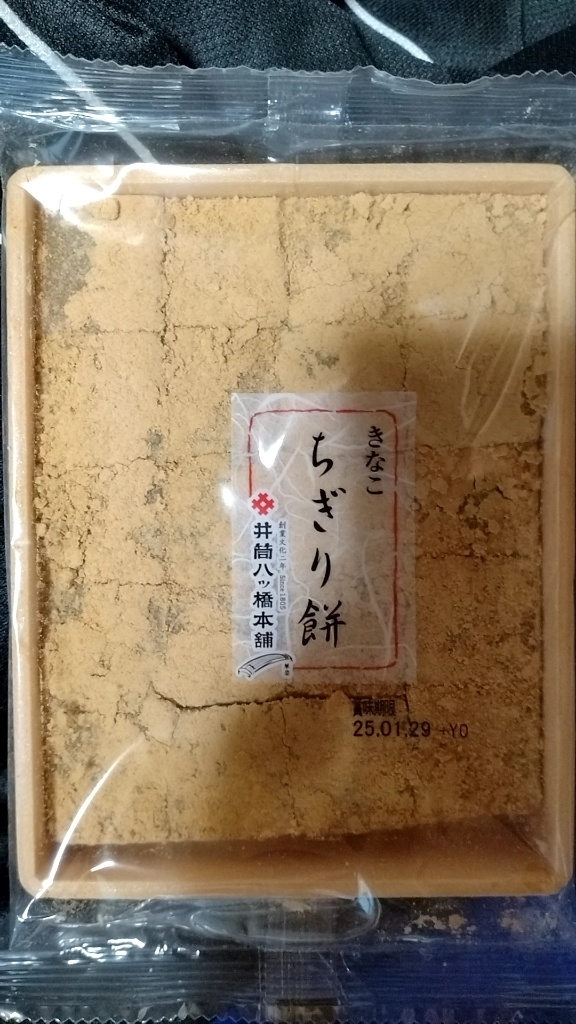 きなこ
ちぎり餅
創業文化二年 Since 1805
井筒八ッ橋本舗
賞味期限
25.01.29 +YO